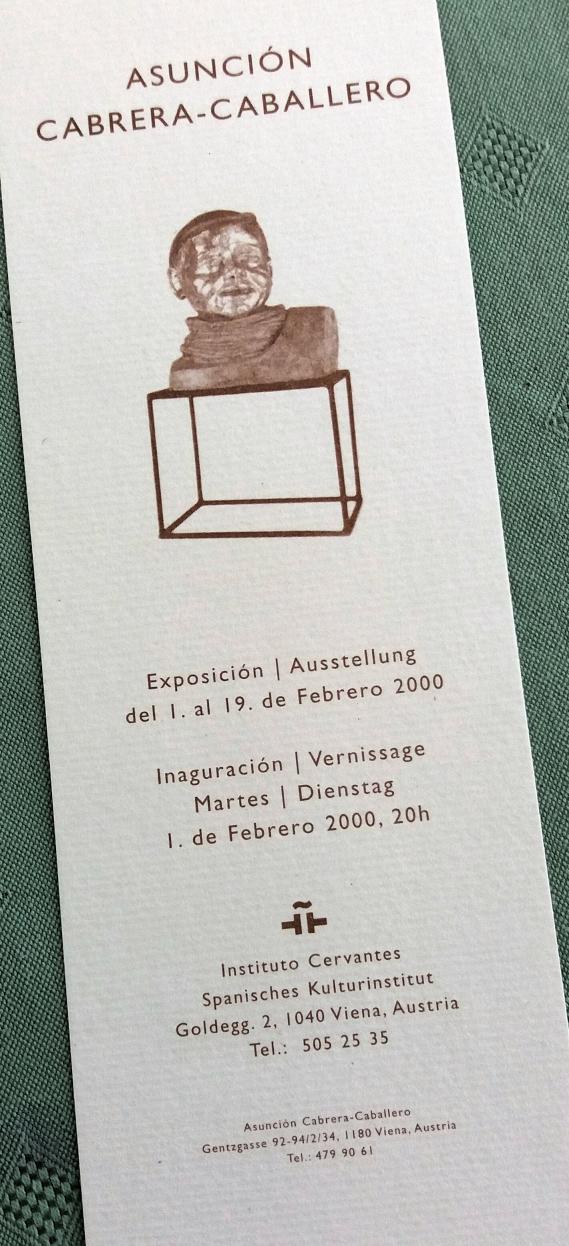 ASUNCIÓN
CABRERA-CABALLERO
Exposición | Ausstellung
del 1. al 19. de Febrero 2000
Inaguración | Vernissage
Martes | Dienstag
1. de Febrero 2000, 20h
Instituto Cervantes
Spanisches Kulturinstitut
Goldegg. 2, 1040 Viena, Austria
Tel.: 505 25 35
Asunción Cabrera-Caballero
Gentzgasse 92-94/2/34, 1180 Viena, Austria
Tel.: 479 90 61